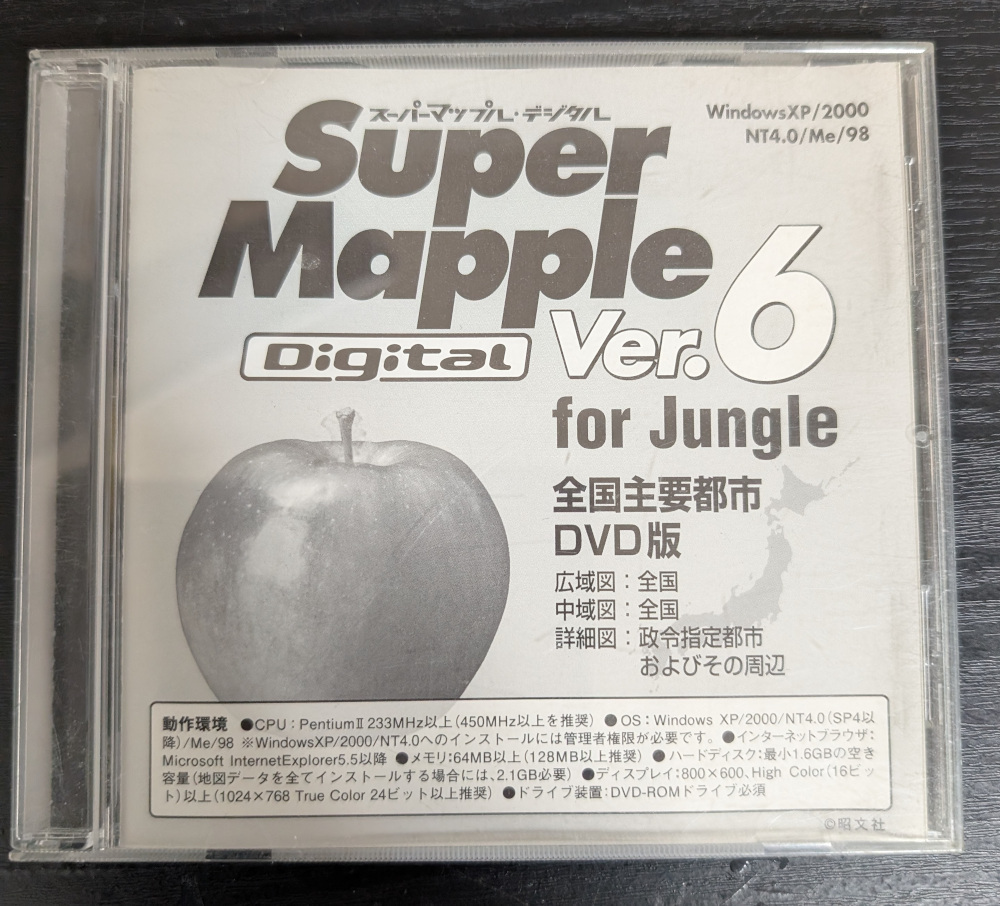 スーパーマップル・デジタル
Super
Mapple
Digital
Ver.6
for Jungle
WindowsXP/2000
NT4.0/Me/98
全国主要都市
DVD版
広域図：全国
中域図：全国
詳細図：政令指定都市
およびその周辺
動作環境 ●CPU：PentiumⅡ 233MHz以上(450MHz以上を推奨) ●OS：Windows XP/2000/NT4.0(SP4以
降)/Me/98 ※WindowsXP/2000/NT4.0へのインストールには管理者権限が必要です。●インターネットブラウザ：
Microsoft InternetExplorer5.5以降 ●メモリ：64MB以上(128MB以上推奨) ●ハードディスク：最小1.6GBの空き
容量(地図データを全てインストールする場合には、2.1GB必要) ●ディスプレイ：800×600、High Color(16ビッ
ト)以上(1024×768 True Color 24ビット以上推奨) ●ドライブ装置：DVD-ROMドライブ必須
©昭文社